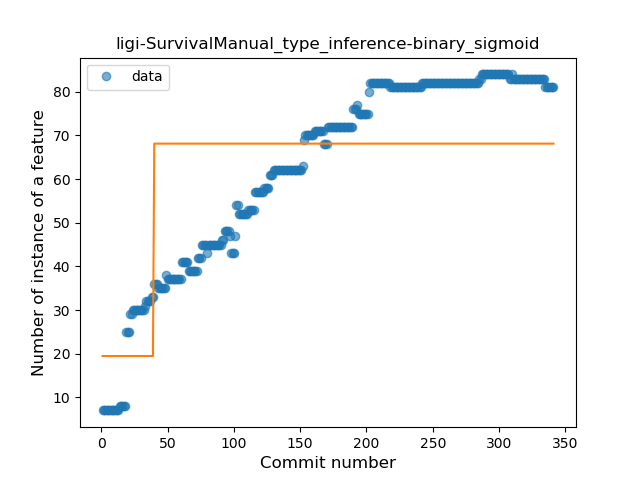 ligi-SurvivalManual_type_inference-binary_sigmoid
data
Number of instance of a feature
80
70
60
50
40
30
20
10
0 50 100 150 200 250 300 350
Commit number